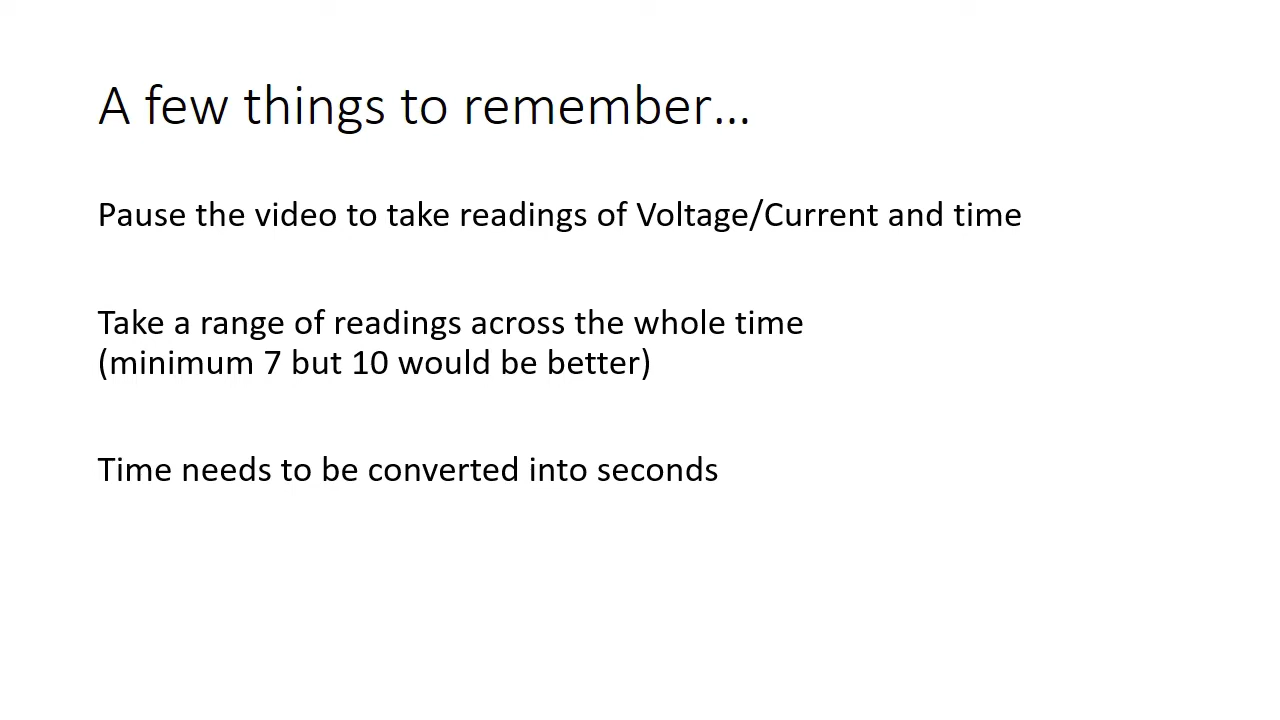 A few things to remember...
Pause the video to take readings of Voltage/Current and time
Take a range of readings across the whole time
(minimum 7 but 10 would be better)
Time needs to be converted into seconds